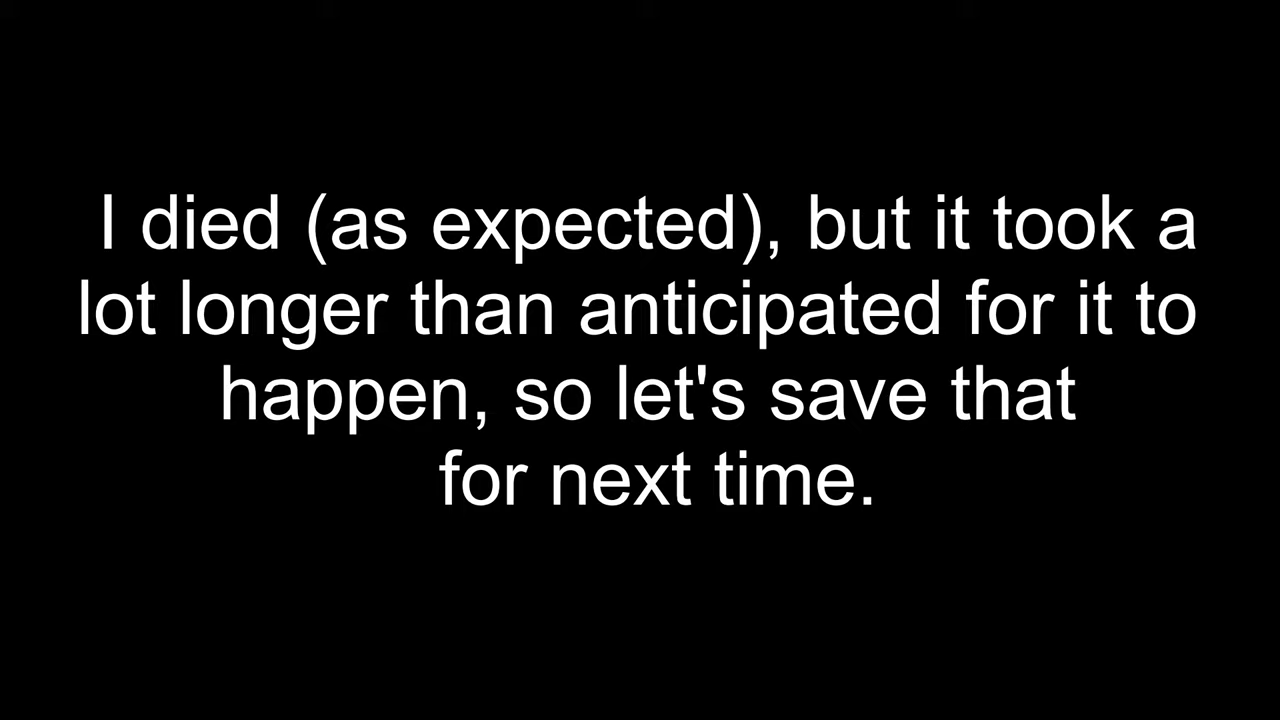 I died (as expected), but it took a
lot longer than anticipated for it to
happen, so let's save that
for next time.